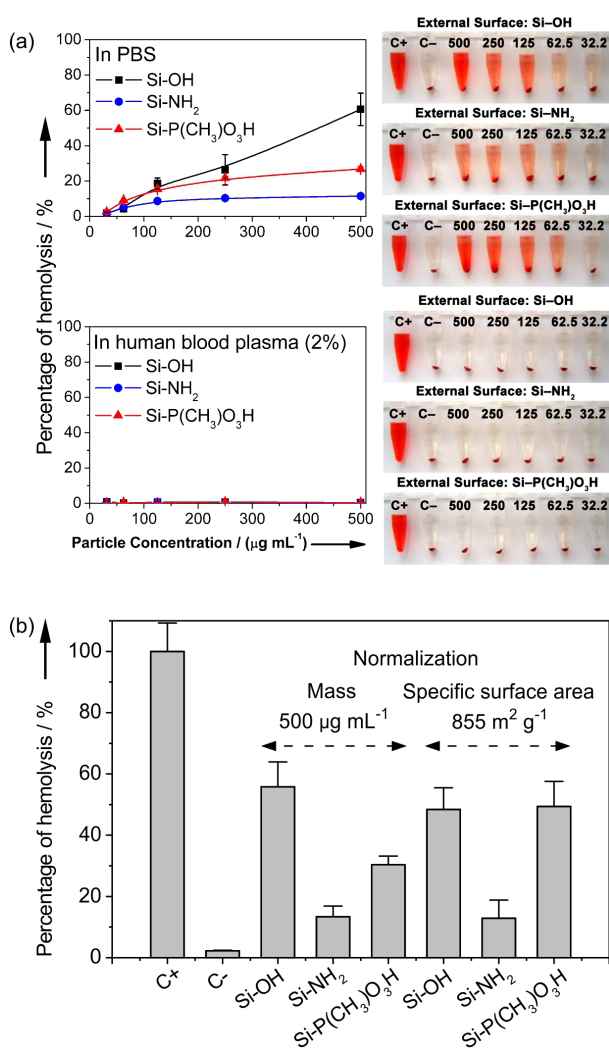 (a)
Percentage of hemolysis / %
100
80
60
40
20
0
In PBS
Si-OH
Si-NH₂
Si-P(CH₃)O₃H
0 100 200 300 400 500
100
80
60
40
20
0
In human blood plasma (2%)
Si-OH
Si-NH₂
Si-P(CH₃)O₃H
0 100 200 300 400 500
Particle Concentration / (µg mL⁻¹)
External Surface: Si–OH
C+ C– 500 250 125 62.5 32.2
External Surface: Si–NH₂
C+ C– 500 250 125 62.5 32.2
External Surface: Si–P(CH₃)O₃H
C+ C– 500 250 125 62.5 32.2
External Surface: Si–OH
C+ C– 500 250 125 62.5 32.2
External Surface: Si–NH₂
C+ C– 500 250 125 62.5 32.2
External Surface: Si–P(CH₃)O₃H
C+ C– 500 250 125 62.5 32.2
(b)
Percentage of hemolysis / %
100
80
60
40
20
0
Normalization
Mass
500 µg mL⁻¹
Specific surface area
855 m² g⁻¹
C+
C-
Si-OH
Si-NH₂
Si-P(CH₃)O₃H
Si-OH
Si-NH₂
Si-P(CH₃)O₃H